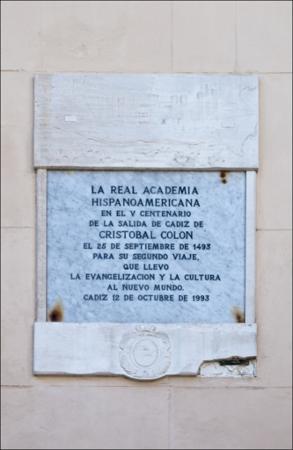 LA REAL ACADEMIA
HISPANOAMERICANA
EN EL V CENTENARIO
DE LA SALIDA DE CADIZ DE
CRISTOBAL COLON
EL 25 DE SEPTIEMBRE DE 1493
PARA SU SEGUNDO VIAJE,
QUE LLEVO
LA EVANGELIZACION Y LA CULTURA
AL NUEVO MUNDO.
CADIZ 12 DE OCTUBRE DE 1993